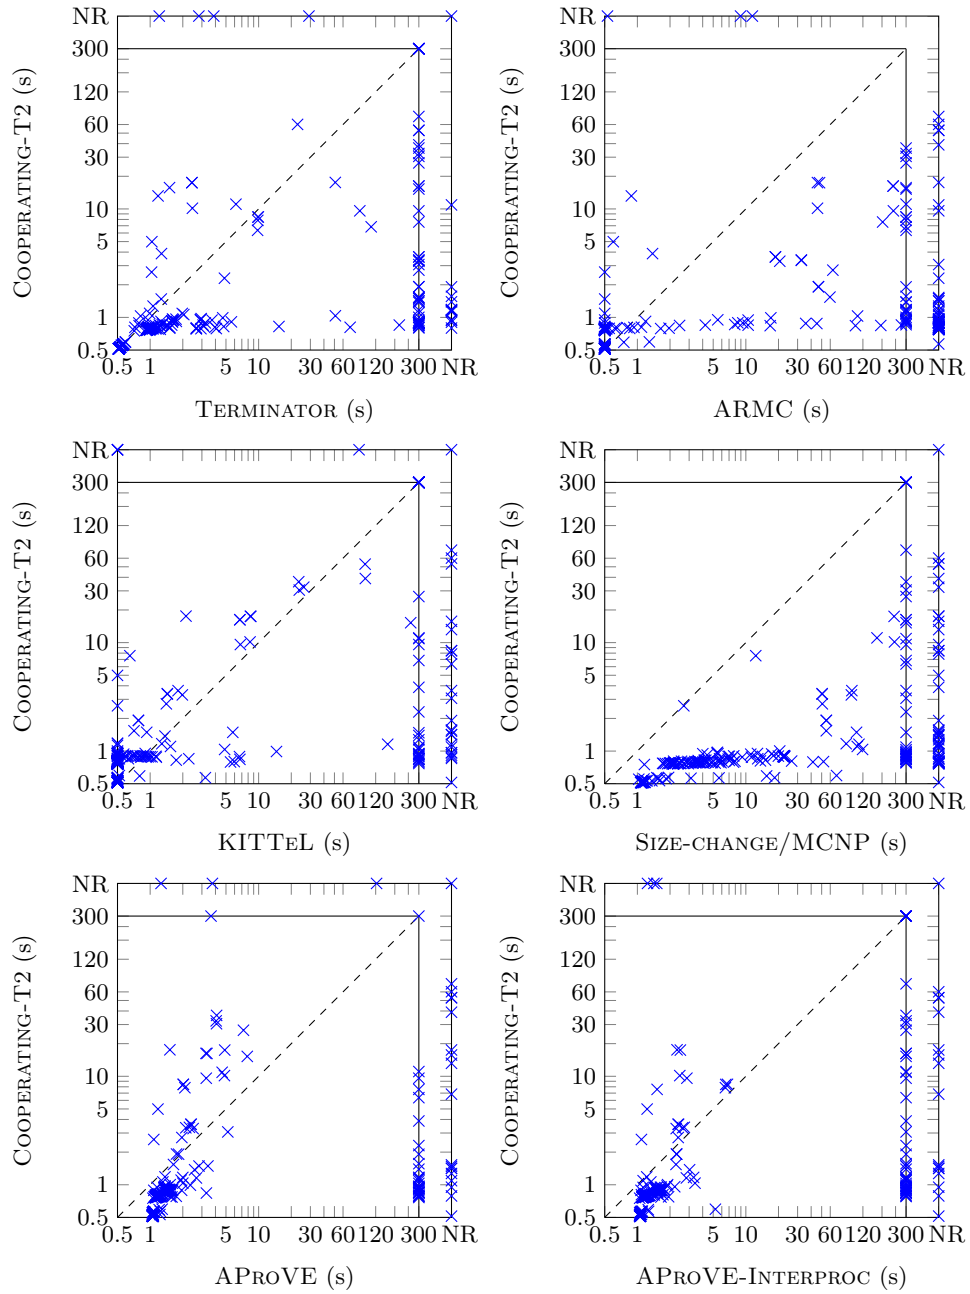 NR
300
120
60
30
10
5
1
0.5
0.5 1 5 10 30 60 120 300 NR
COOPERATING-T2 (s)
TERMINATOR (s)
NR
300
120
60
30
10
5
1
0.5
0.5 1 5 10 30 60 120 300 NR
COOPERATING-T2 (s)
ARMC (s)
NR
300
120
60
30
10
5
1
0.5
0.5 1 5 10 30 60 120 300 NR
COOPERATING-T2 (s)
KITTEL (s)
NR
300
120
60
30
10
5
1
0.5
0.5 1 5 10 30 60 120 300 NR
COOPERATING-T2 (s)
SIZE-CHANGE/MCNP (s)
NR
300
120
60
30
10
5
1
0.5
0.5 1 5 10 30 60 120 300 NR
COOPERATING-T2 (s)
APROVE (s)
NR
300
120
60
30
10
5
1
0.5
0.5 1 5 10 30 60 120 300 NR
COOPERATING-T2 (s)
APROVE-INTERPROC (s)